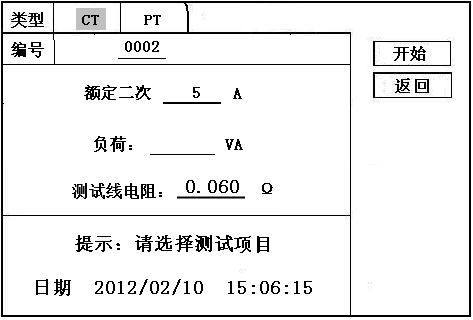 类型 CT PT
编号 0002
开始
返回
额定二次 5 A
负荷： VA
测试线电阻： 0.060 Ω
提示：请选择测试项目
日期 2012/02/10 15:06:15